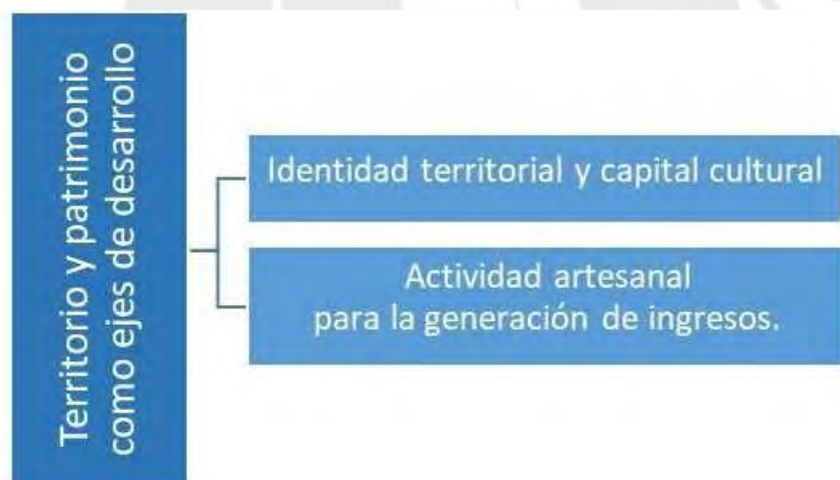 Territorio y patrimonio
como ejes de desarrollo
Identidad territorial y capital cultural
Actividad artesanal
para la generación de ingresos.